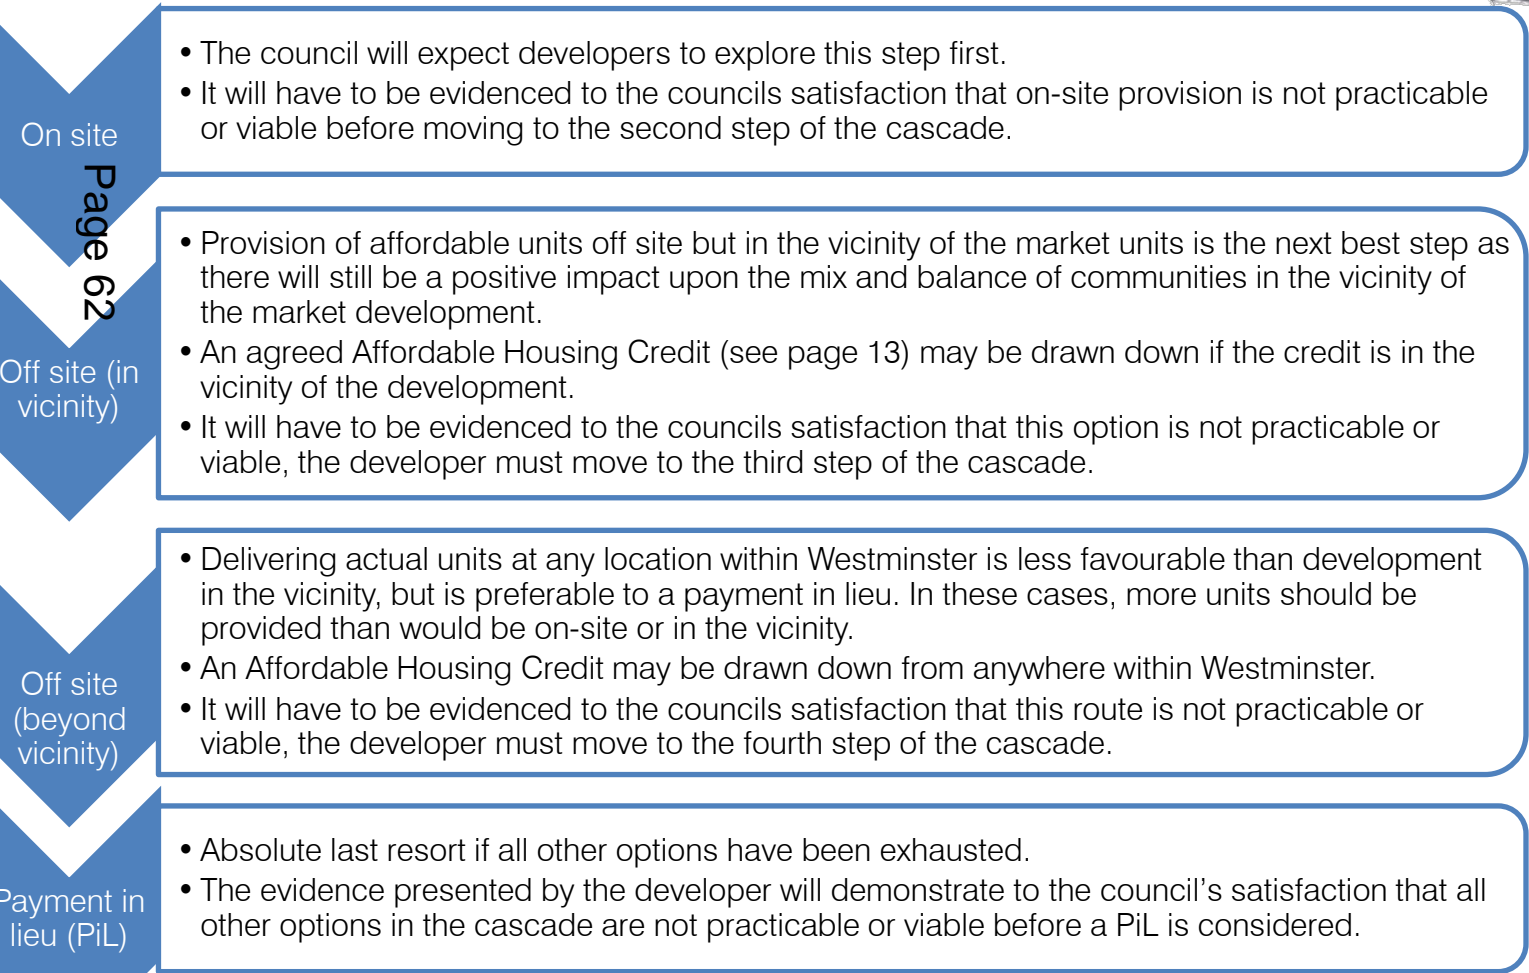 On site
• The council will expect developers to explore this step first.
• It will have to be evidenced to the councils satisfaction that on-site provision is not practicable
or viable before moving to the second step of the cascade.
Page 62
Off site (in
vicinity)
• Provision of affordable units off site but in the vicinity of the market units is the next best step as
there will still be a positive impact upon the mix and balance of communities in the vicinity of
the market development.
• An agreed Affordable Housing Credit (see page 13) may be drawn down if the credit is in the
vicinity of the development.
• It will have to be evidenced to the councils satisfaction that this option is not practicable or
viable, the developer must move to the third step of the cascade.
Off site
(beyond
vicinity)
• Delivering actual units at any location within Westminster is less favourable than development
in the vicinity, but is preferable to a payment in lieu. In these cases, more units should be
provided than would be on-site or in the vicinity.
• An Affordable Housing Credit may be drawn down from anywhere within Westminster.
• It will have to be evidenced to the councils satisfaction that this route is not practicable or
viable, the developer must move to the fourth step of the cascade.
Payment in
lieu (PiL)
• Absolute last resort if all other options have been exhausted.
• The evidence presented by the developer will demonstrate to the council’s satisfaction that all
other options in the cascade are not practicable or viable before a PiL is considered.